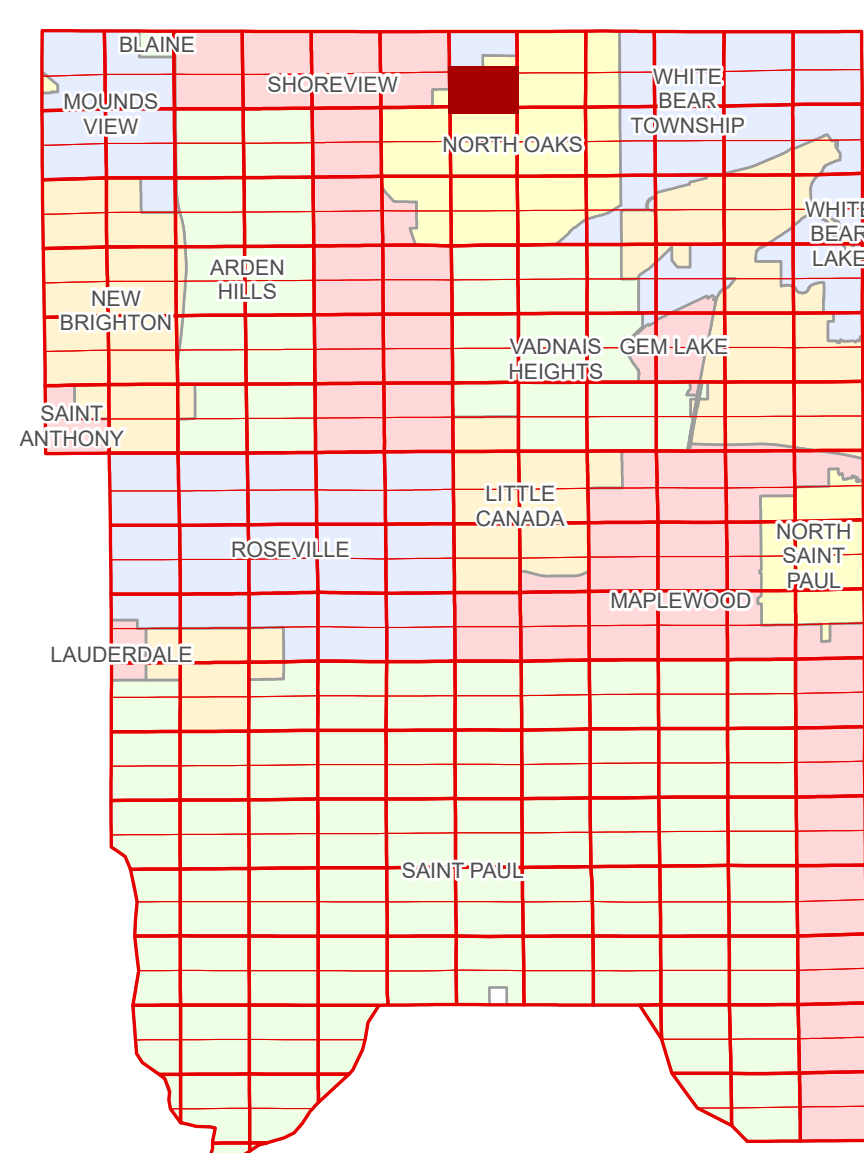 BLAINE
SHOREVIEW
WHITE
BEAR
TOWNSHIP
MOUNDS
VIEW
NORTH OAKS
WHITE
BEAR
LAKE
ARDEN
HILLS
NEW
BRIGHTON
VADNAIS
HEIGHTS
GEM LAKE
SAINT
ANTHONY
LITTLE
CANADA
NORTH
SAINT
PAUL
ROSEVILLE
MAPLEWOOD
LAUDERDALE
SAINT PAUL